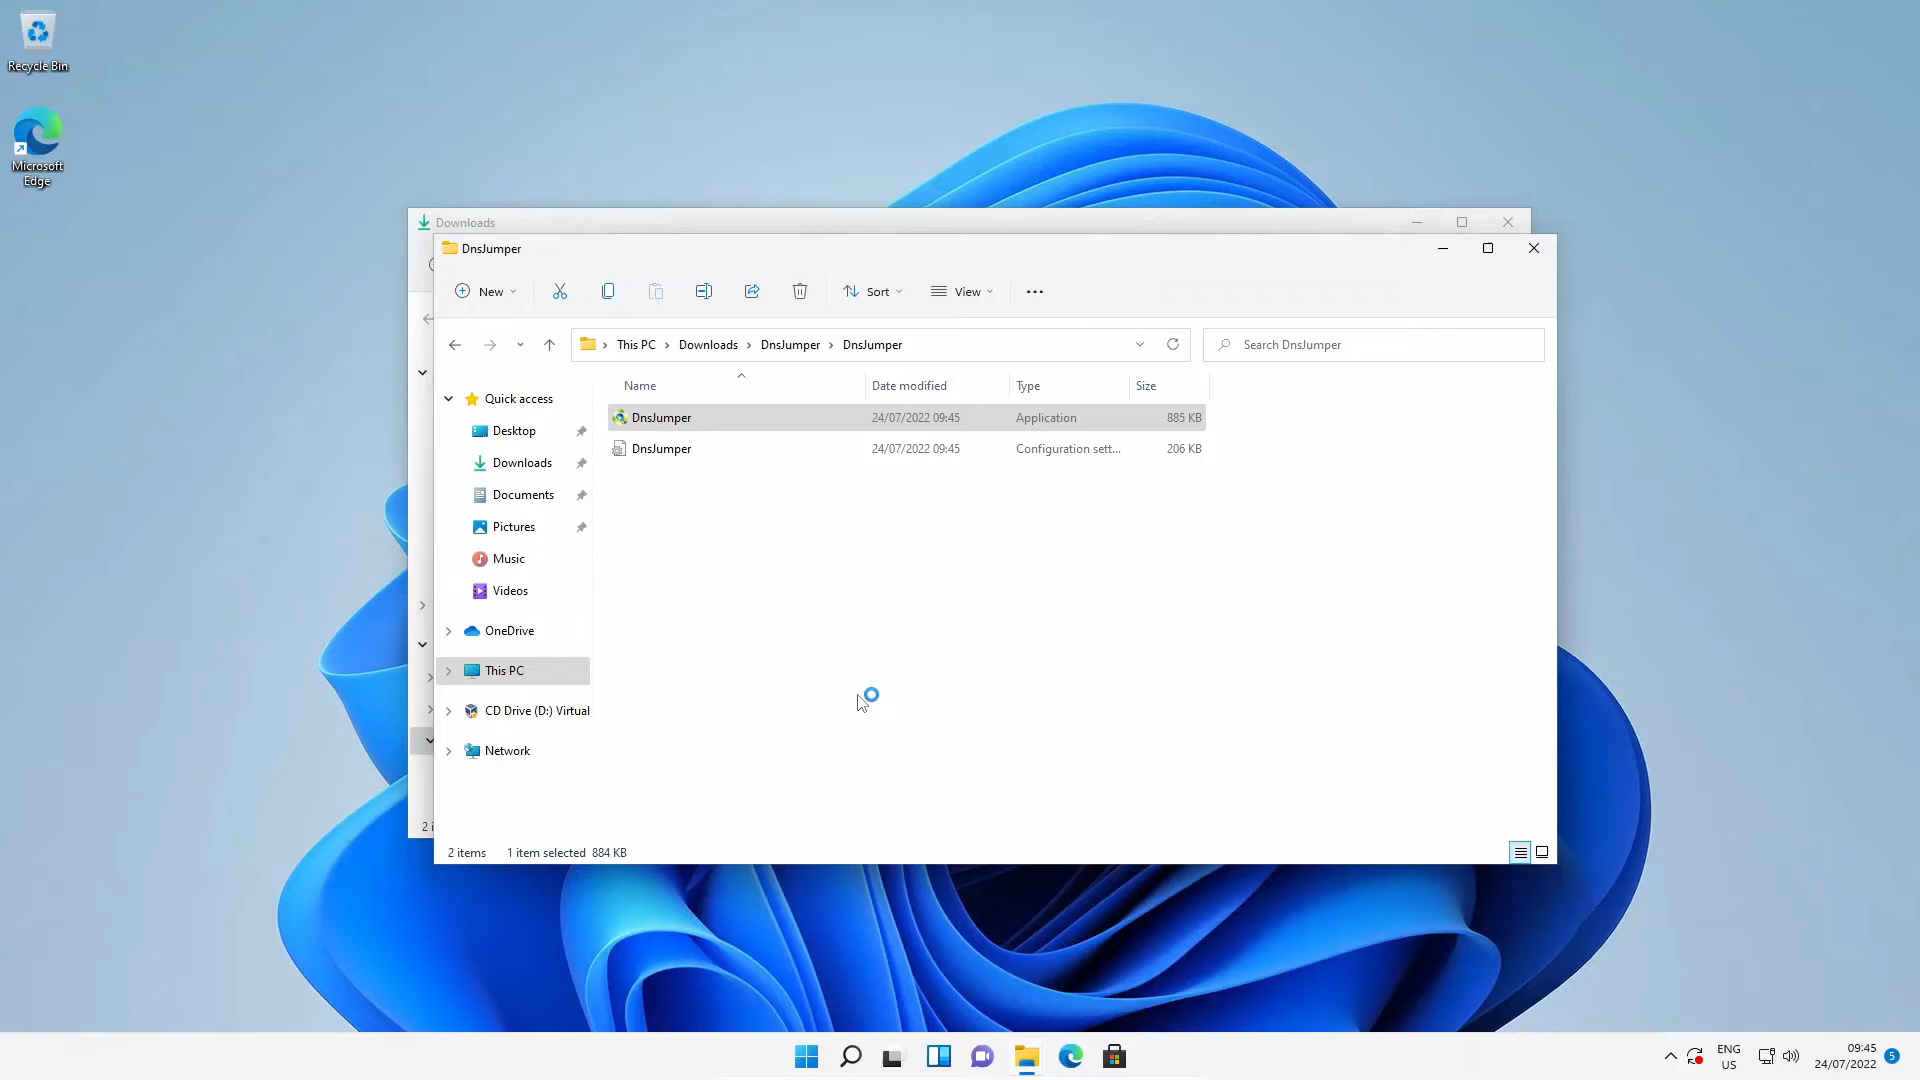 Recycle Bin
Microsoft
Edge
Downloads
DnsJumper
New
Sort
View
This PC
Downloads
DnsJumper
DnsJumper
Search DnsJumper
Name
Date modified
Type
Size
Quick access
Desktop
Downloads
Documents
Pictures
Music
Videos
OneDrive
This PC
CD Drive (D:) Virtual
Network
DnsJumper
24/07/2022 09:45
Application
885 KB
DnsJumper
24/07/2022 09:45
Configuration sett...
206 KB
2 i
2 items
1 item selected 884 KB
ENG
US
09:45
24/07/2022
5